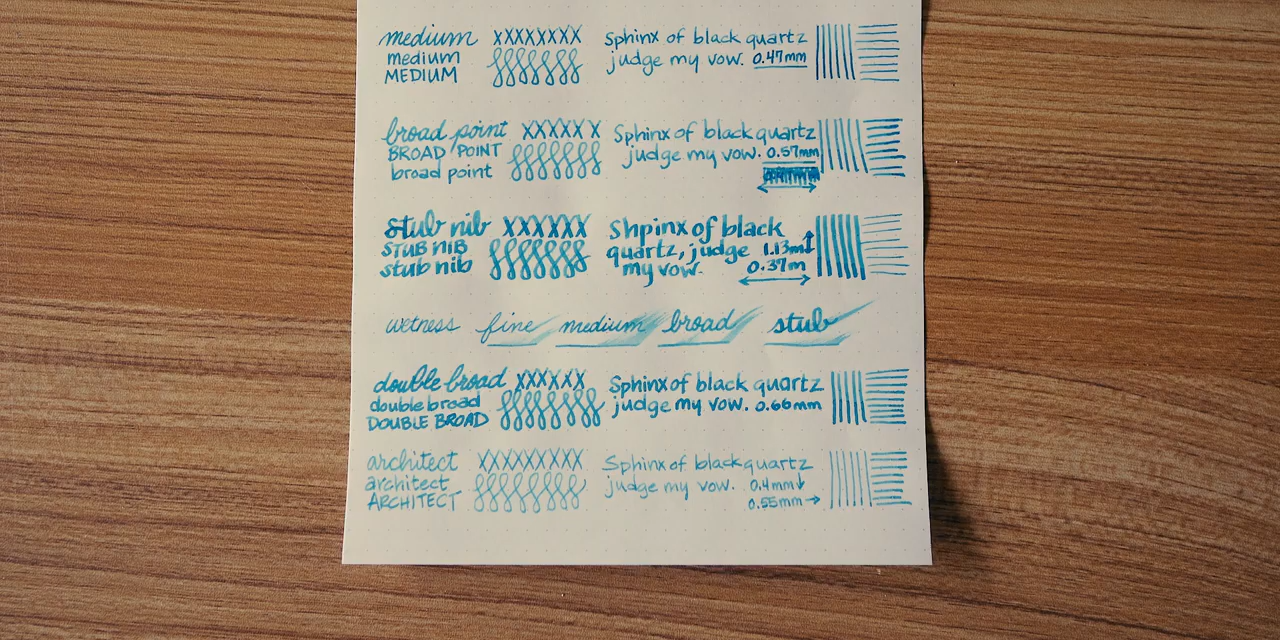 medium xxxxxxxx Sphinx of black quartz
medium judge my vow. 0.47mm
MEDIUM
broad point xxxxx x Sphinx of black quartz
BROAD POINT judge my vow. 0.57mm
broad point
stub nib xxxxxx Shpinx of black
STUB NIB quartz, judge 1.13m
stub nib my vow. 0.37m
wetness fine medium broad stub
double broad xxxxxx Sphinx of black quartz
double broad judge my vow. 0.66mm
DOUBLE BROAD
architect xxxxxxxxx Sphinx of black quartz
architect judge my vow. 0.4mm
ARCHITECT 0.55mm